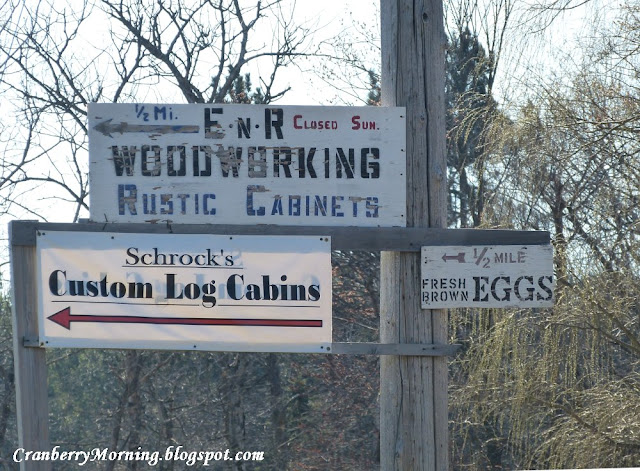 ½ Mi. E·N·R Closed Sun.
WOODWORKING
Rustic Cabinets
Schrock's
Custom Log Cabins
½ MILE
FRESH BROWN EGGS
CranberryMorning.blogspot.com